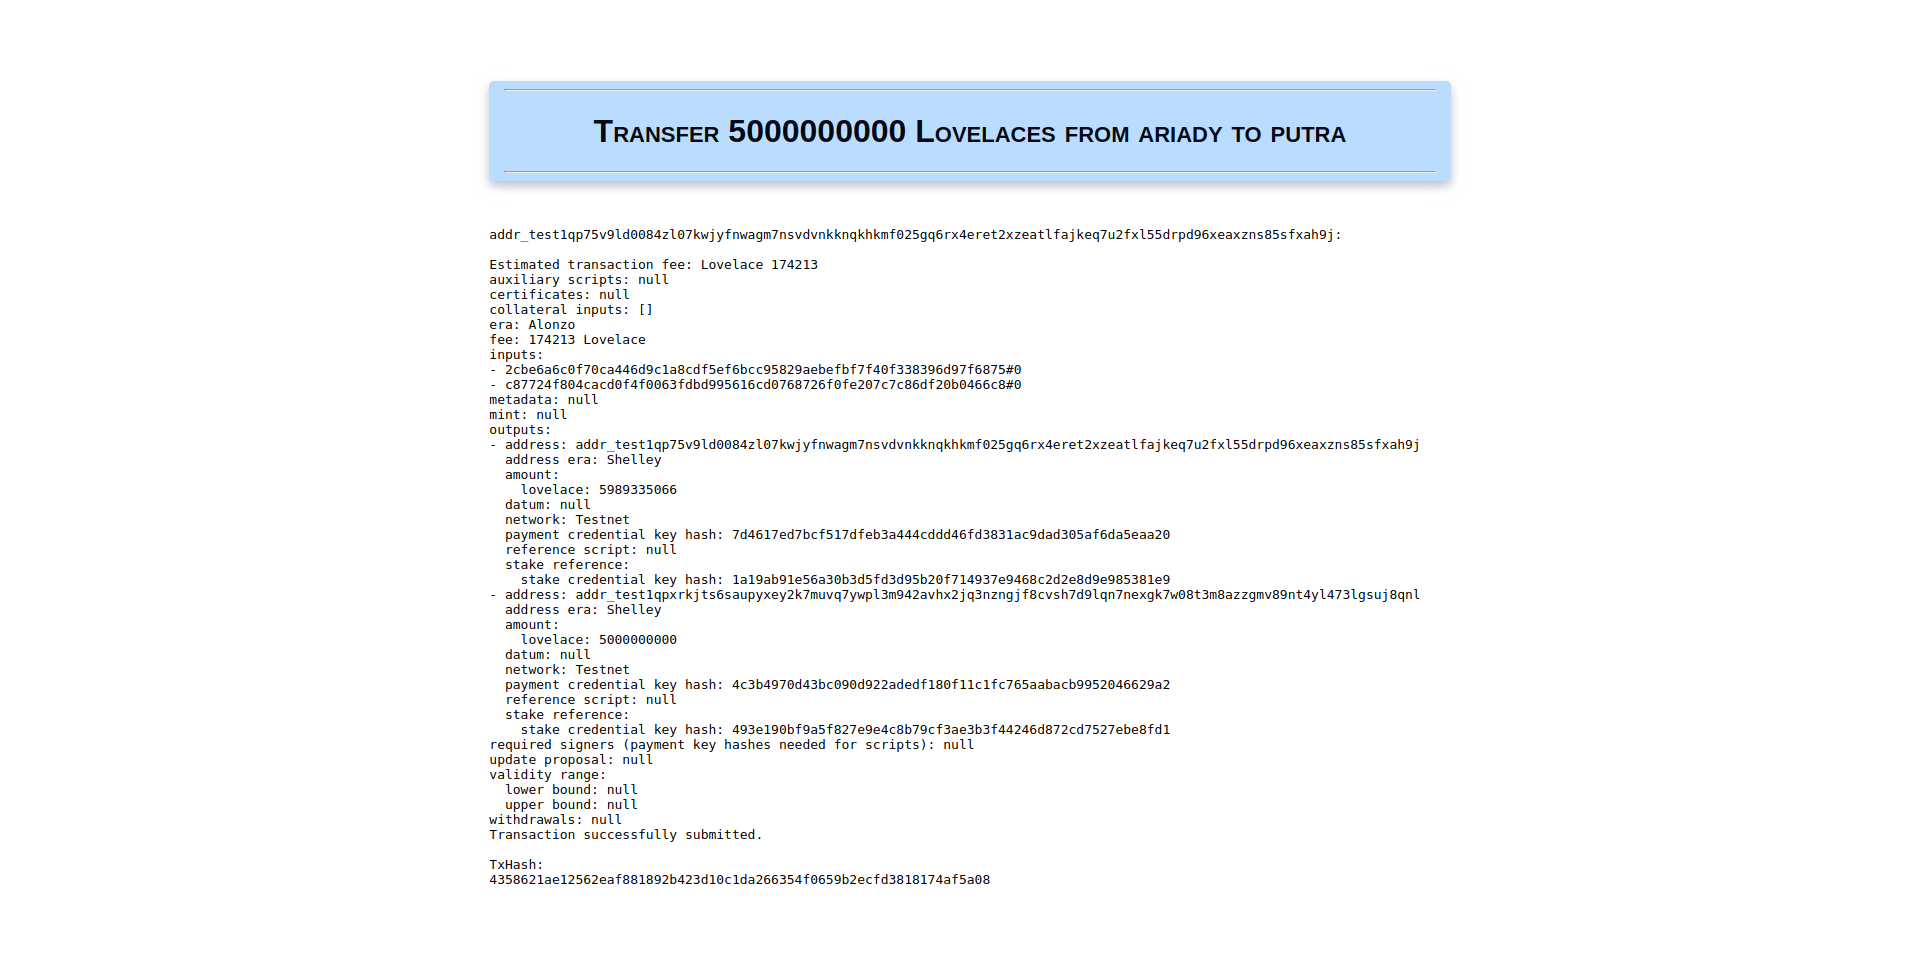 Transfer 5000000000 Lovelaces from ariady to putra
addr_test1qp75v9ld0084zl07kwjyfnwagm7nsvdvnkknqkhkmf025gq6rx4eret2xzeatlfajkeq7u2fxl55drpd96xeaxzns85sfxah9j:
Estimated transaction fee: Lovelace 174213
auxiliary scripts: null
certificates: null
collateral inputs: []
era: Alonzo
fee: 174213 Lovelace
inputs:
- 2cbe6a6c0f70ca446d9c1a8cdf5ef6bcc95829aebefbf7f40f338396d97f6875#0
- c87724f804cacd0f4f0063fdbd995616cd0768726f0fe207c7c86df20b0466c8#0
metadata: null
mint: null
outputs:
- address: addr_test1qp75v9ld0084zl07kwjyfnwagm7nsvdvnkknqkhkmf025gq6rx4eret2xzeatlfajkeq7u2fxl55drpd96xeaxzns85sfxah9j
  address era: Shelley
  amount:
    lovelace: 5989335066
  datum: null
  network: Testnet
  payment credential key hash: 7d4617ed7bcf517dfeb3a444cddd46fd3831ac9dad305af6da5eaa20
  reference script: null
  stake reference:
    stake credential key hash: 1a19ab91e56a30b3d5fd3d95b20f714937e9468c2d2e8d9e985381e9
- address: addr_test1qpxrkjts6saupyxey2k7muvq7ywpl3m942avhx2jq3nzngjf8cvsh7d9lqn7nexgk7w08t3m8azzgmv89nt4yl473lgsuj8qnl
  address era: Shelley
  amount:
    lovelace: 5000000000
  datum: null
  network: Testnet
  payment credential key hash: 4c3b4970d43bc090d922adedf180f11c1fc765aabacb9952046629a2
  reference script: null
  stake reference:
    stake credential key hash: 493e190bf9a5f827e9e4c8b79cf3ae3b3f44246d872cd7527ebe8fd1
required signers (payment key hashes needed for scripts): null
update proposal: null
validity range:
  lower bound: null
  upper bound: null
withdrawals: null
Transaction successfully submitted.
TxHash:
4358621ae12562eaf881892b423d10c1da266354f0659b2ecfd3818174af5a08